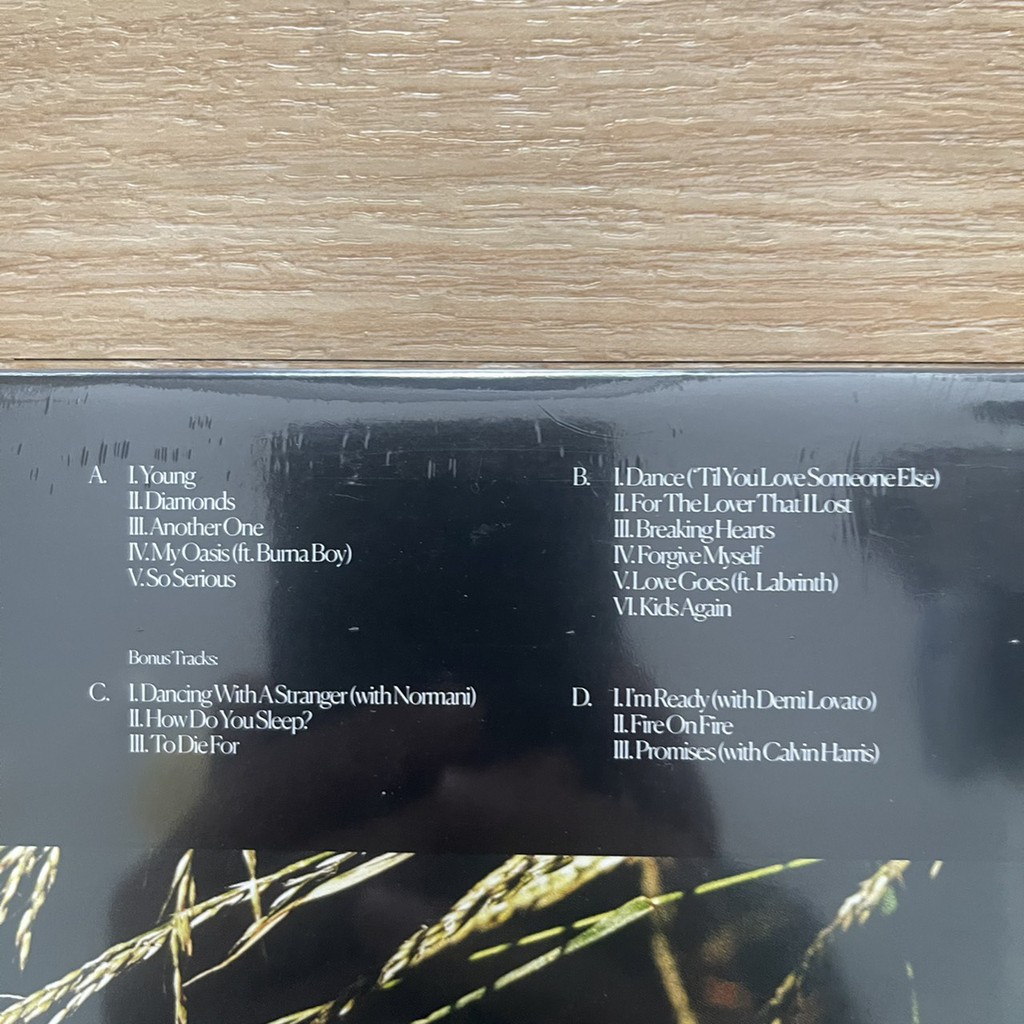 A. I. Young
II. Diamonds
III. Another One
IV. My Oasis (ft. Burna Boy)
V. So Serious
B. I. Dance (‘Til You Love Someone Else)
II. For The Lover That I Lost
III. Breaking Hearts
IV. Forgive Myself
V. Love Goes (ft. Labrinth)
VI. Kids Again
Bonus Tracks:
C. I. Dancing With A Stranger (with Normani)
II. How Do You Sleep?
III. To Die For
D. I. I'm Ready (with Demi Lovato)
II. Fire On Fire
III. Promises (with Calvin Harris)